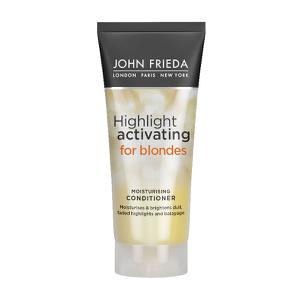 JOHN FRIEDA
LONDON PARIS NEW YORK
Highlight
activating
for blondes
MOISTURISING
CONDITIONER
Moisturises & brightens dull,
faded highlights and balayage